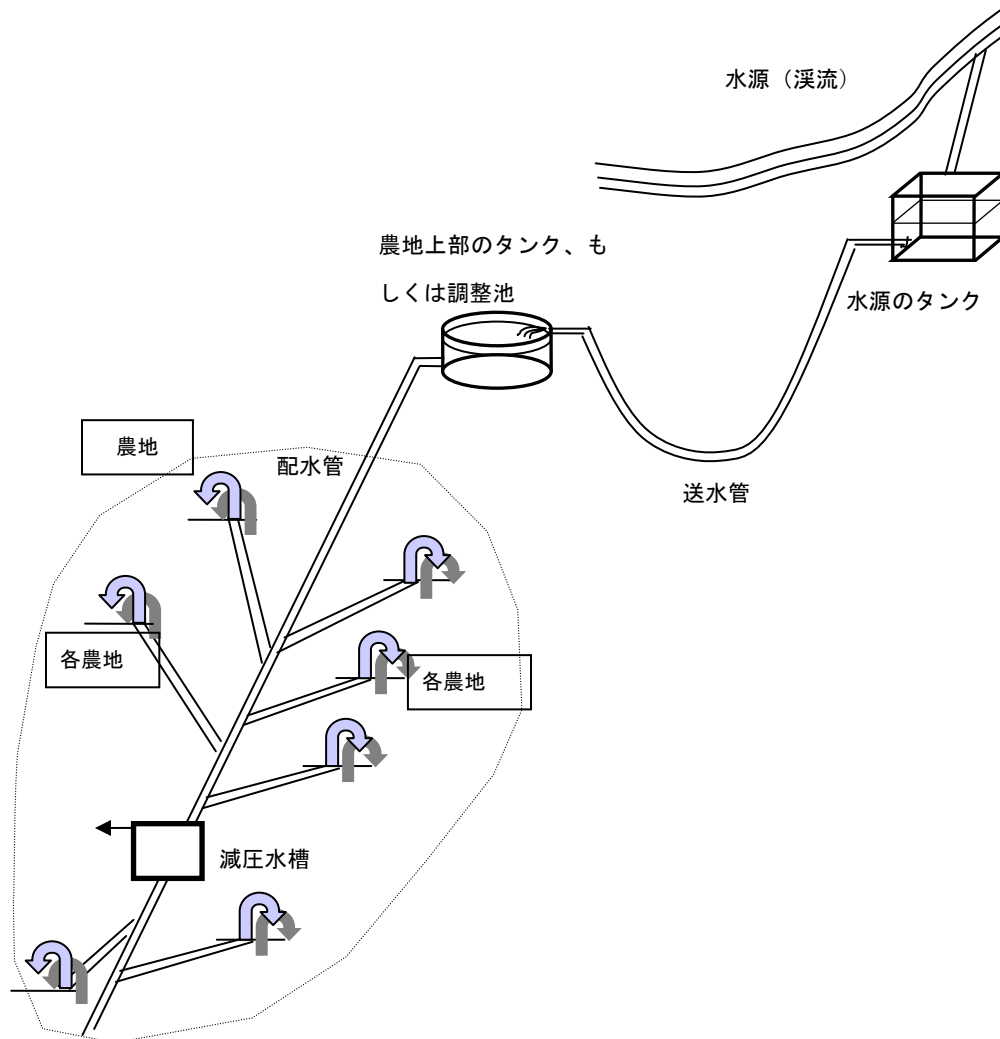 水源（渓流）
農地上部のタンク、も
しくは調整池
水源のタンク
農地
配水管
送水管
各農地
各農地
減圧水槽